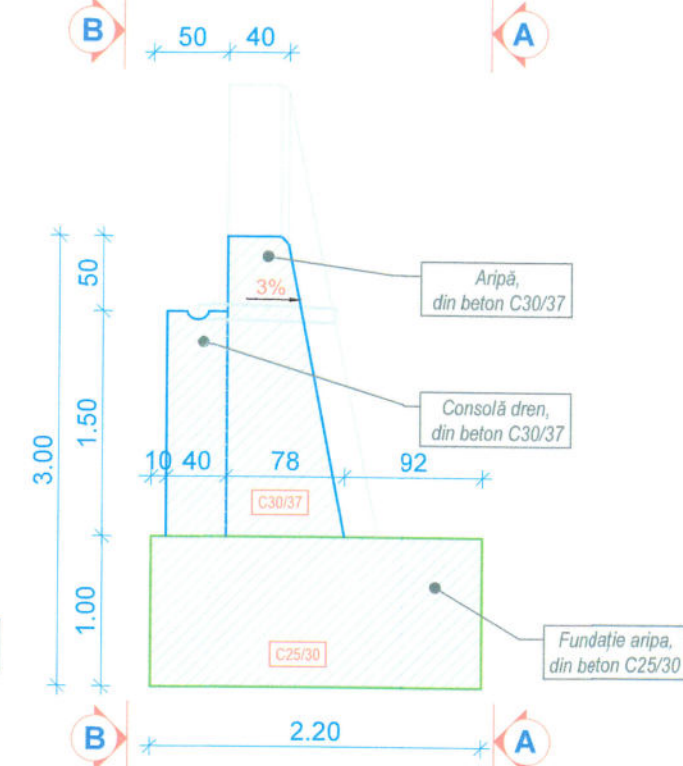 B
50 40
A
50
Aripă,
din beton C30/37
3%
1.50
Consolă dren,
din beton C30/37
3.00
10 40 78 92
C30/37
1.00
Fundație aripa,
din beton C25/30
C25/30
B
2.20
A